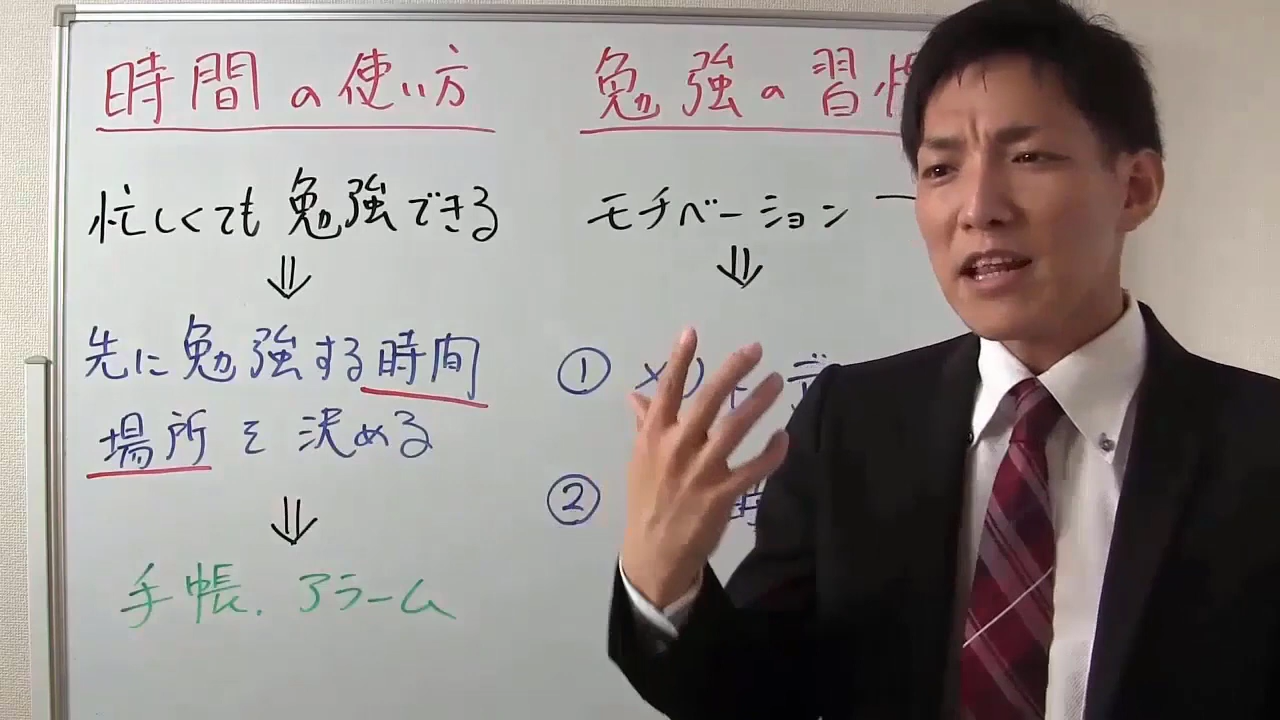 時間の使い方
忙しくても勉強できる
⇓
先に勉強する時間
場所を決める
⇓
手帳、アラーム
勉強の習
モチベーション
⇓
①
②